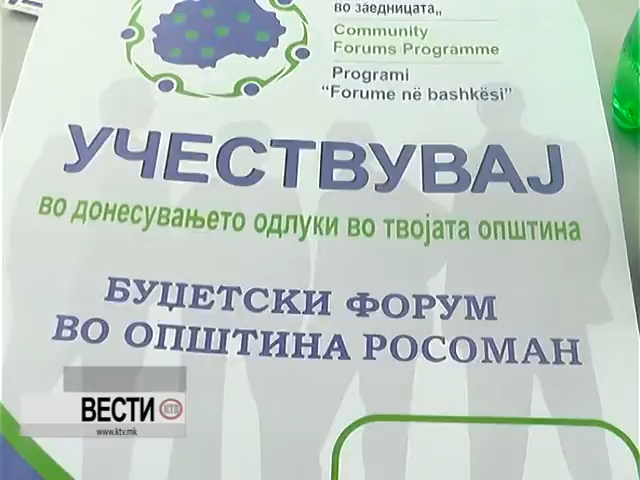 во заедницата„
Community
Forums Programme
Programi
“Forume në bashkësi”
УЧЕСТВУВАЈ
во донесувањето одлуки во твојата општина
БУЏЕТСКИ ФОРУМ
ВО ОПШТИНА РОСОМАН
ВЕСТИ КТВ
www.ktv.mk